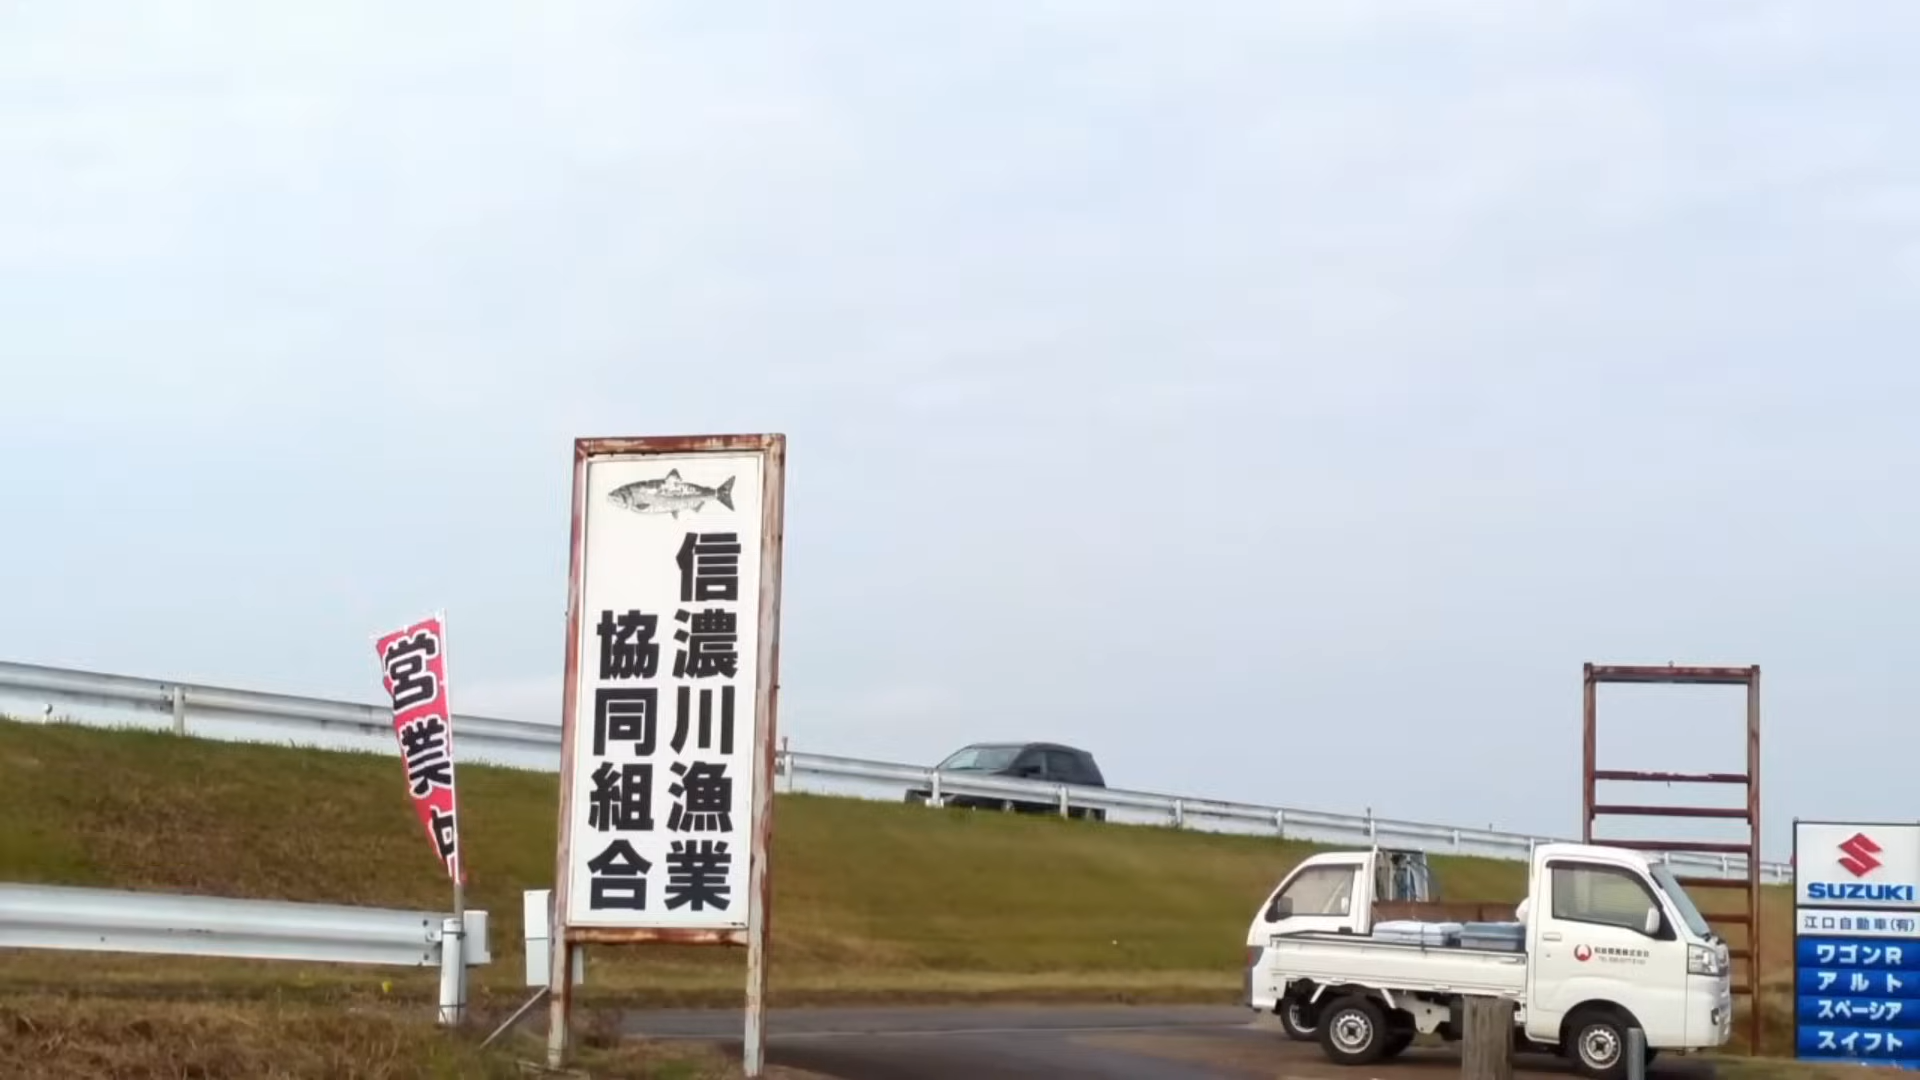 営業中
信濃川漁業
協同組合
SUZUKI
江口自動車(有)
ワゴンR
アルト
スペーシア
スイフト